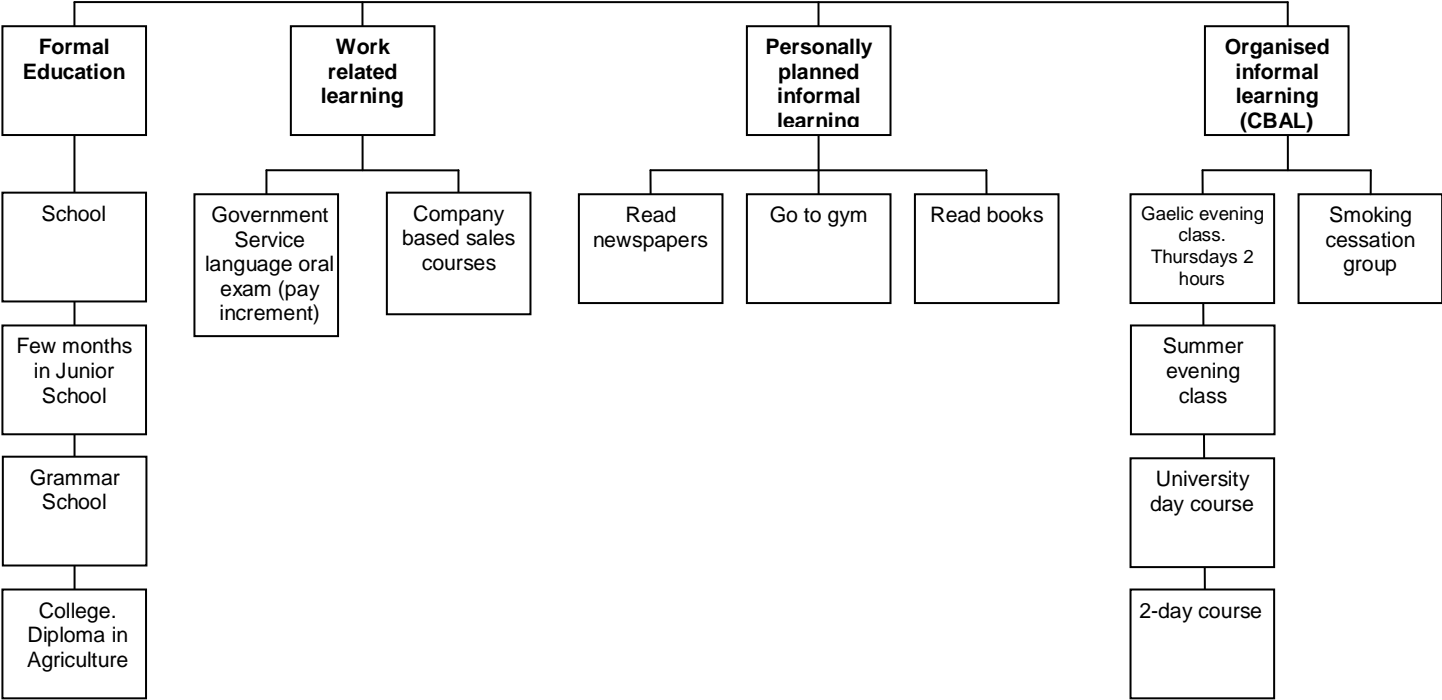 Formal
Education
Work
related
learning
Personally
planned
informal
learning
Organised
informal
learning
(CBAL)
School
Government
Service
language oral
exam (pay
increment)
Company
based sales
courses
Read
newspapers
Go to gym
Read books
Gaelic evening
class.
Thursdays 2
hours
Smoking
cessation
group
Few months
in Junior
School
Summer
evening
class
Grammar
School
University
day course
College.
Diploma in
Agriculture
2-day course